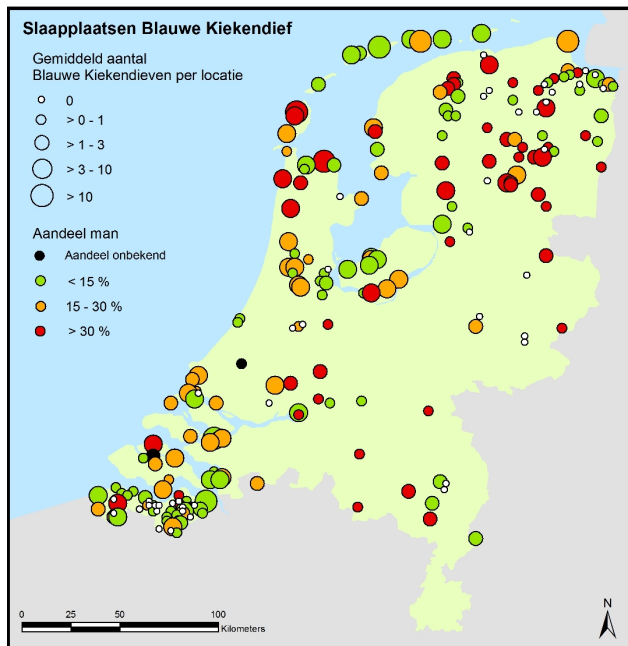 Slaapplaatsen Blauwe Kiekendief
Gemiddeld aantal
Blauwe Kiekendieven per locatie
0
> 0 - 1
> 1 - 3
> 3 - 10
> 10
Aandeel man
Aandeel onbekend
< 15 %
15 - 30 %
> 30 %
0 25 50 100
Kilometers
N